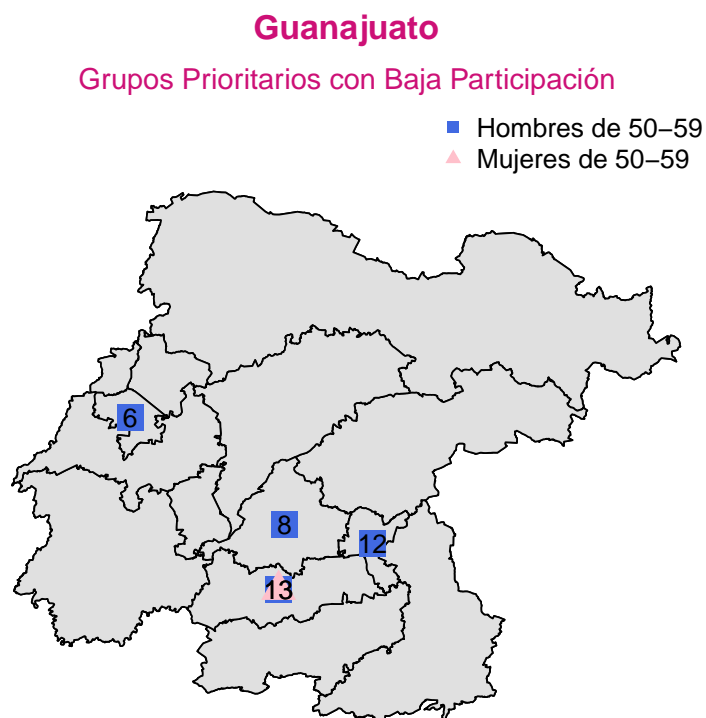 Guanajuato
Grupos Prioritarios con Baja Participación
Hombres de 50−59
Mujeres de 50−59
6
8
12
13